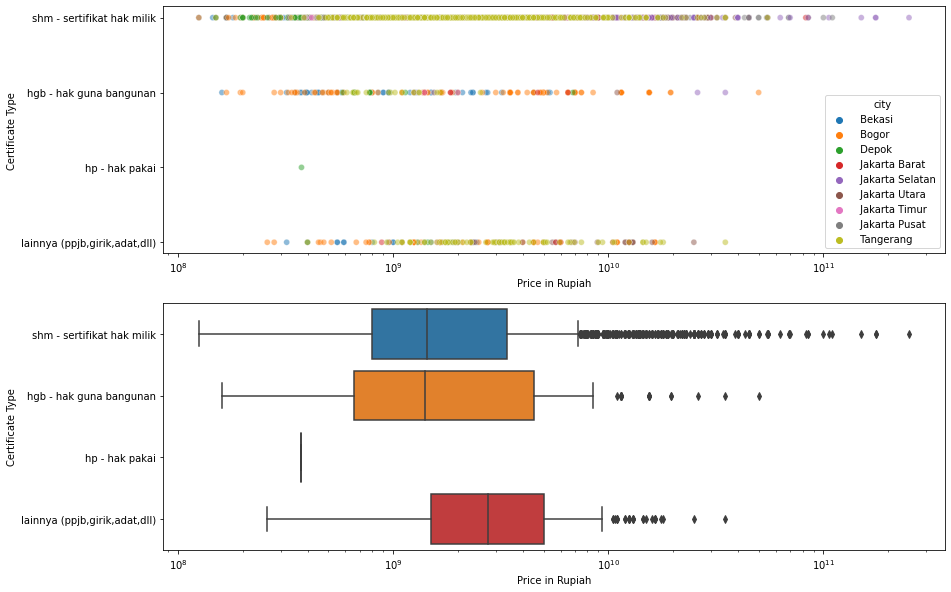 shm - sertifikat hak milik
hgb - hak guna bangunan
hp - hak pakai
lainnya (ppjb,girik,adat,dll)
Certificate Type
10⁸
10⁹
10¹⁰
10¹¹
Price in Rupiah
city
Bekasi
Bogor
Depok
Jakarta Barat
Jakarta Selatan
Jakarta Utara
Jakarta Timur
Jakarta Pusat
Tangerang
shm - sertifikat hak milik
hgb - hak guna bangunan
hp - hak pakai
lainnya (ppjb,girik,adat,dll)
Certificate Type
10⁸
10⁹
10¹⁰
10¹¹
Price in Rupiah